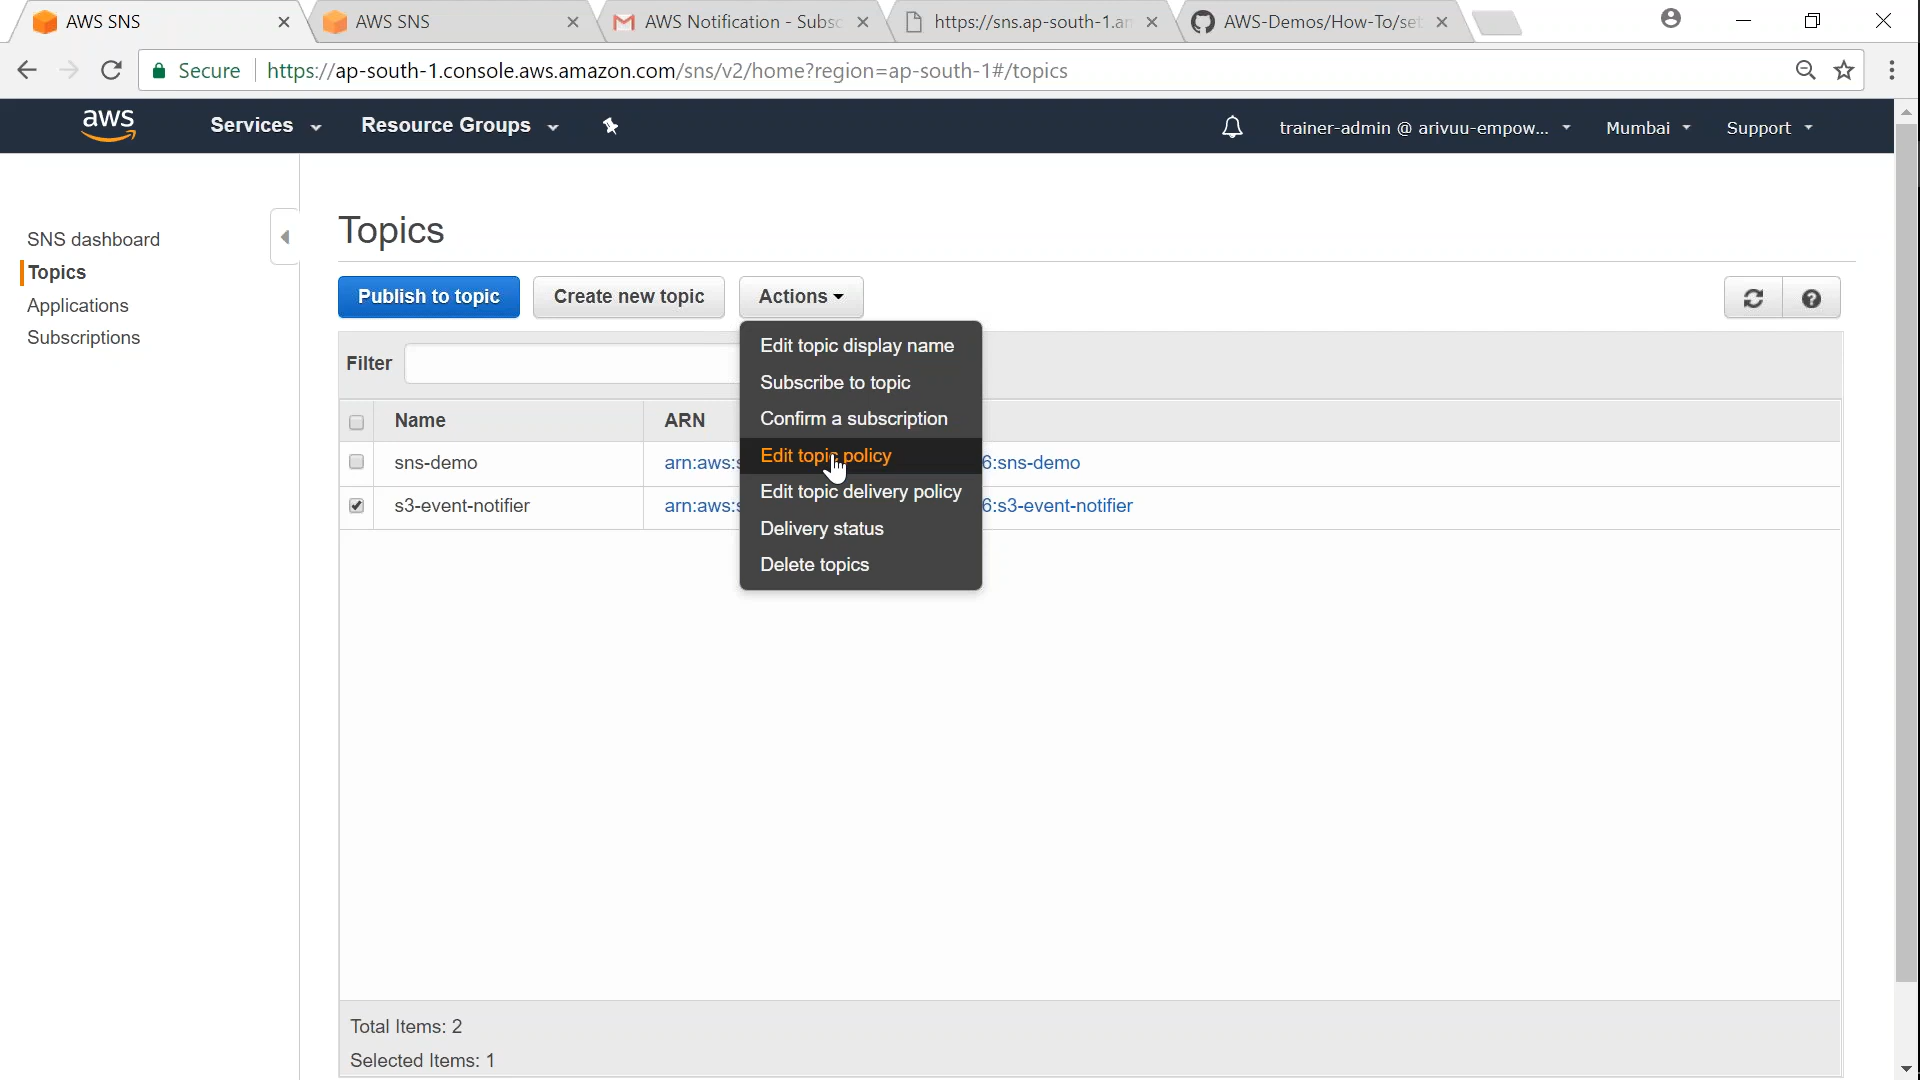 AWS SNS
AWS SNS
AWS Notification - Subsc
https://sns.ap-south-1.am
AWS-Demos/How-To/set
Secure
https://ap-south-1.console.aws.amazon.com/sns/v2/home?region=ap-south-1#/topics
aws
Services
Resource Groups
trainer-admin @ arivuu-empow...
Mumbai
Support
SNS dashboard
Topics
Applications
Subscriptions
Topics
Publish to topic
Create new topic
Actions
Filter
Name
ARN
sns-demo
arn:aws:s
6:sns-demo
s3-event-notifier
arn:aws:s
6:s3-event-notifier
Edit topic display name
Subscribe to topic
Confirm a subscription
Edit topic policy
Edit topic delivery policy
Delivery status
Delete topics
Total Items: 2
Selected Items: 1